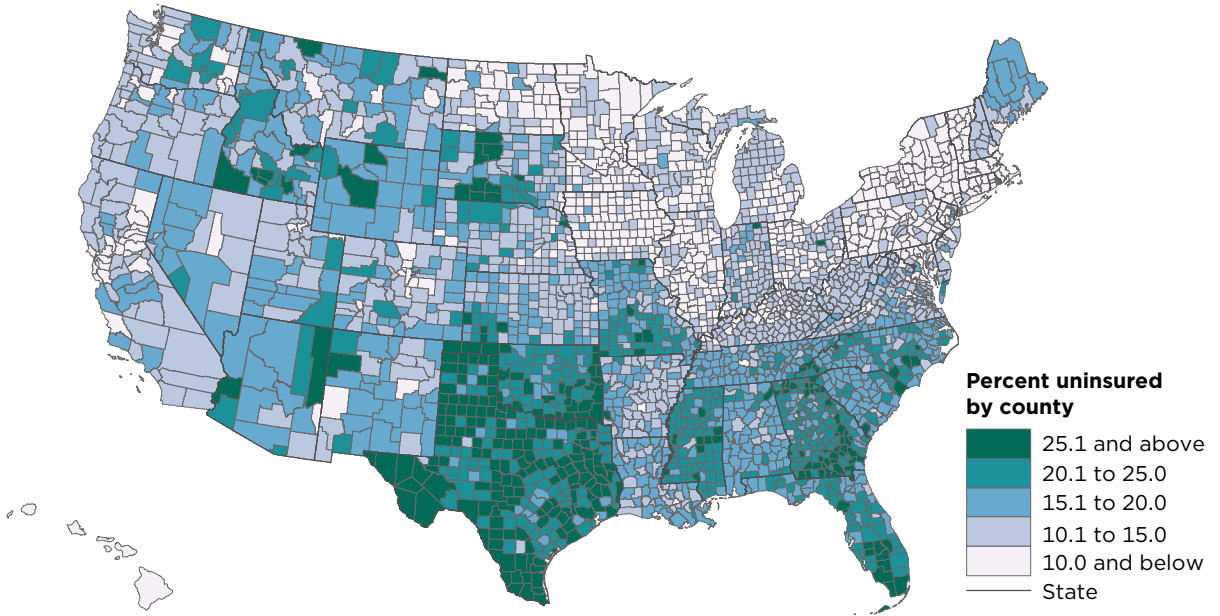 Percent uninsured
by county
25.1 and above
20.1 to 25.0
15.1 to 20.0
10.1 to 15.0
10.0 and below
State